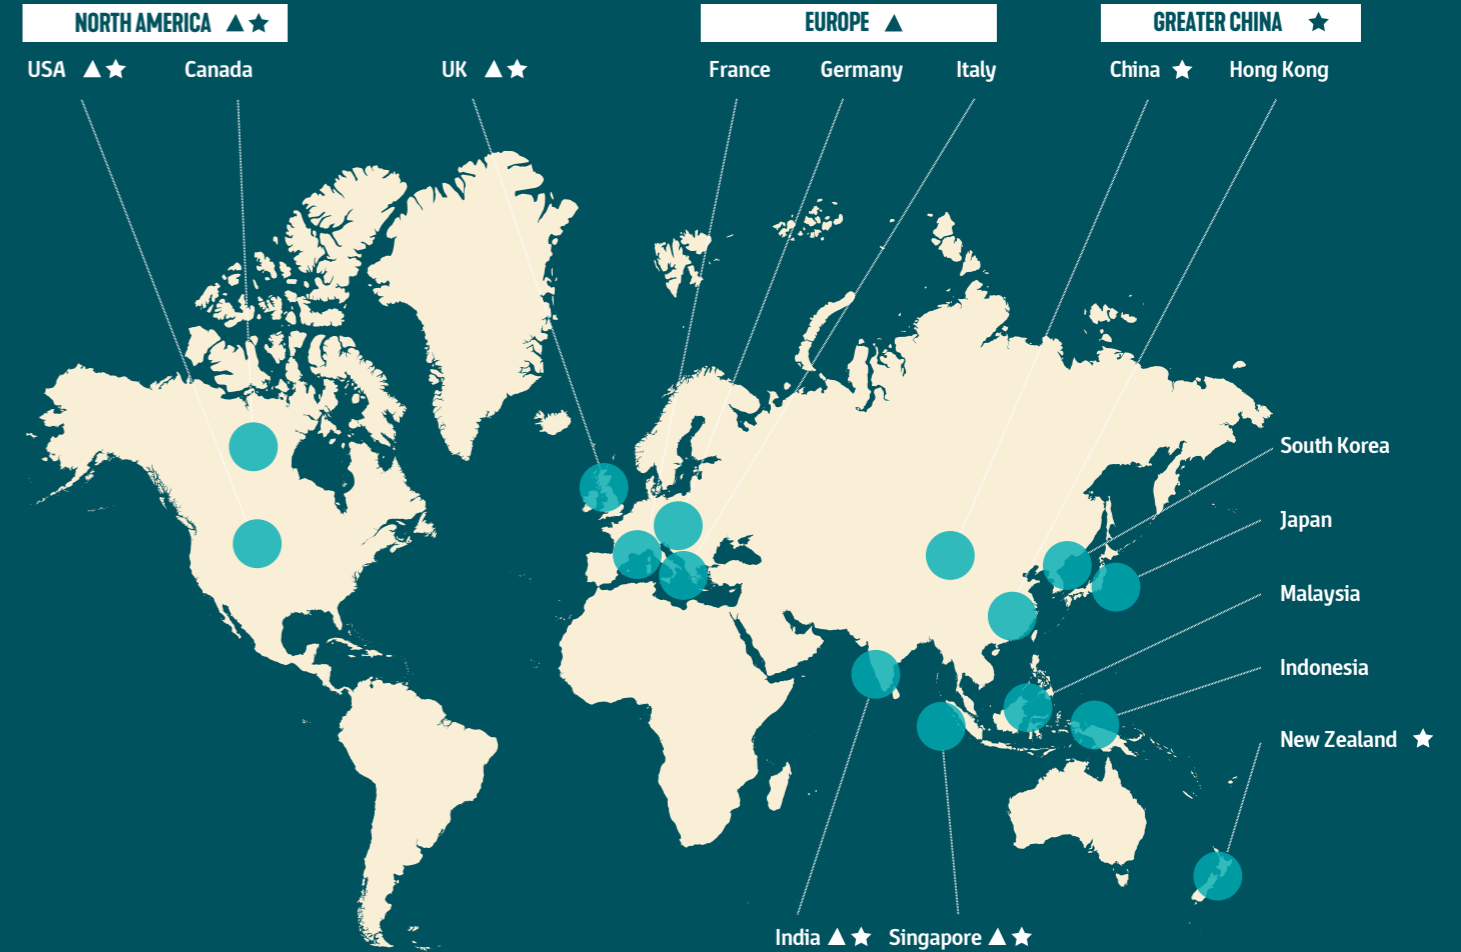 NORTH AMERICA ▲ ★
EUROPE ▲
GREATER CHINA ★
USA ▲ ★
Canada
UK ▲ ★
France
Germany
Italy
China ★
Hong Kong
South Korea
Japan
Malaysia
Indonesia
New Zealand ★
India ▲ ★
Singapore ▲ ★